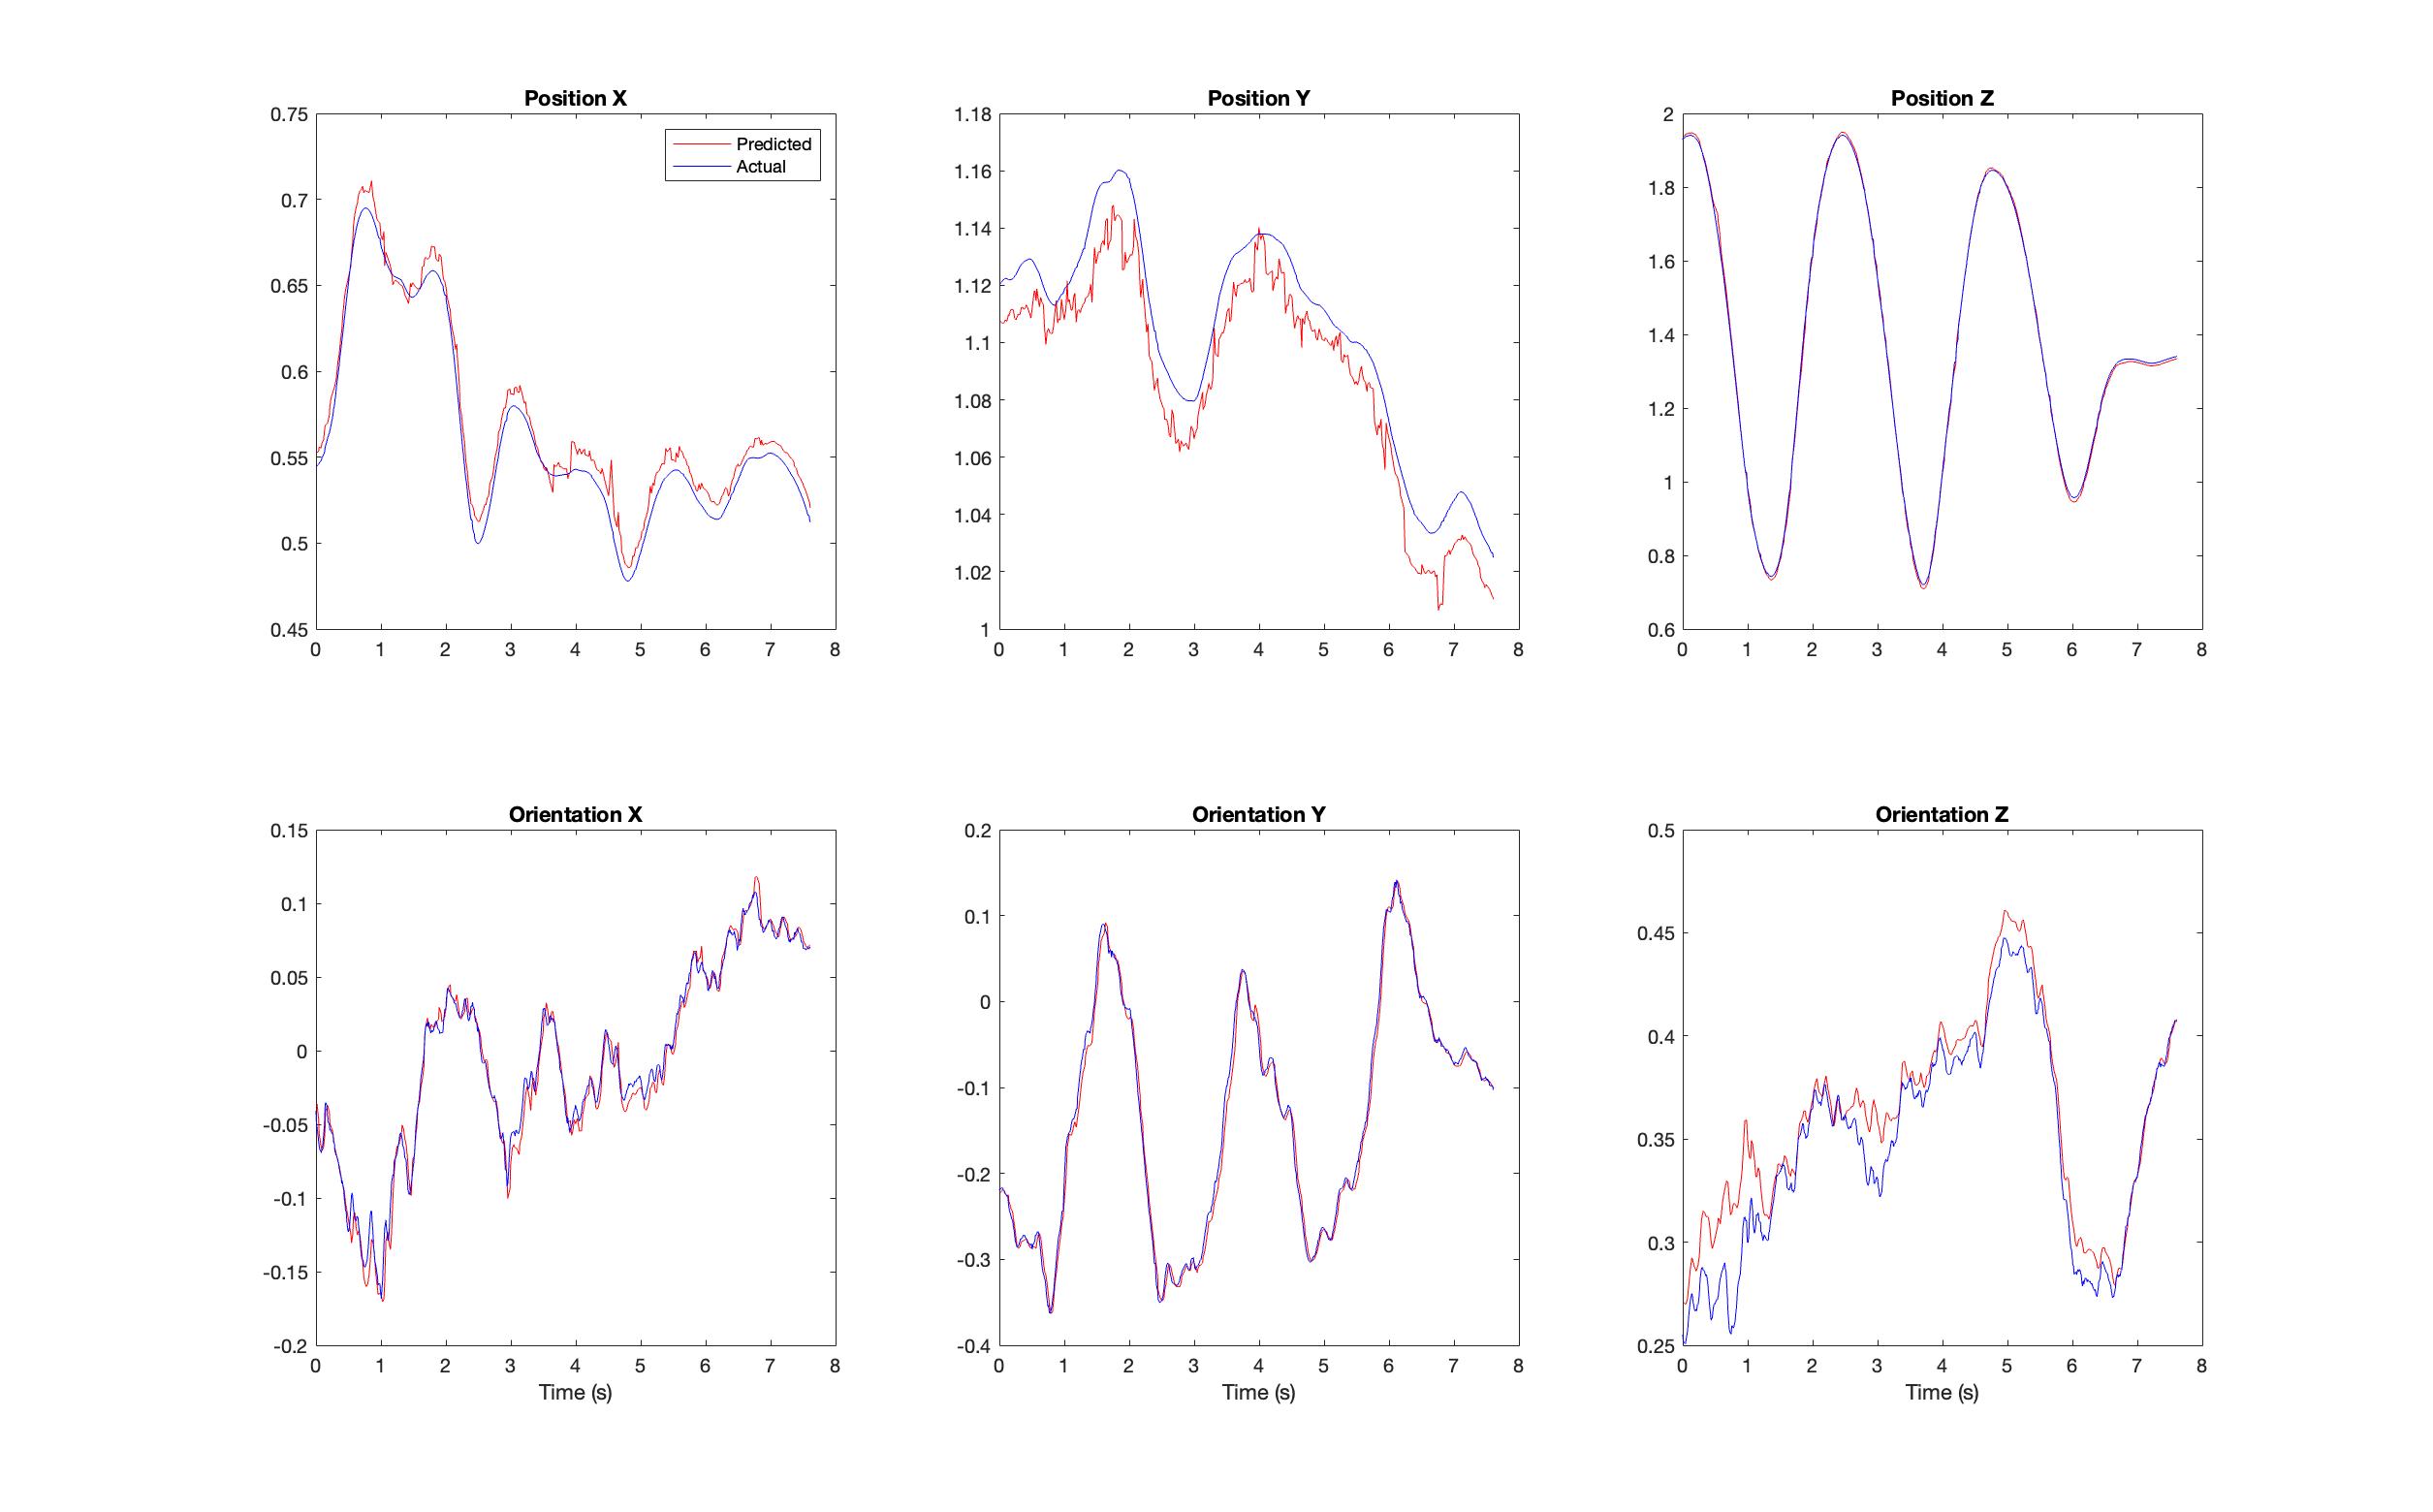 Position X
0.75
0.7
0.65
0.6
0.55
0.5
0.45
0 1 2 3 4 5 6 7 8
Predicted
Actual
Position Y
1.18
1.16
1.14
1.12
1.1
1.08
1.06
1.04
1.02
1
0 1 2 3 4 5 6 7 8
Position Z
2
1.8
1.6
1.4
1.2
1
0.8
0.6
0 1 2 3 4 5 6 7 8
Orientation X
0.15
0.1
0.05
0
-0.05
-0.1
-0.15
-0.2
0 1 2 3 4 5 6 7 8
Time (s)
Orientation Y
0.2
0.1
0
-0.1
-0.2
-0.3
-0.4
0 1 2 3 4 5 6 7 8
Time (s)
Orientation Z
0.5
0.45
0.4
0.35
0.3
0.25
0 1 2 3 4 5 6 7 8
Time (s)